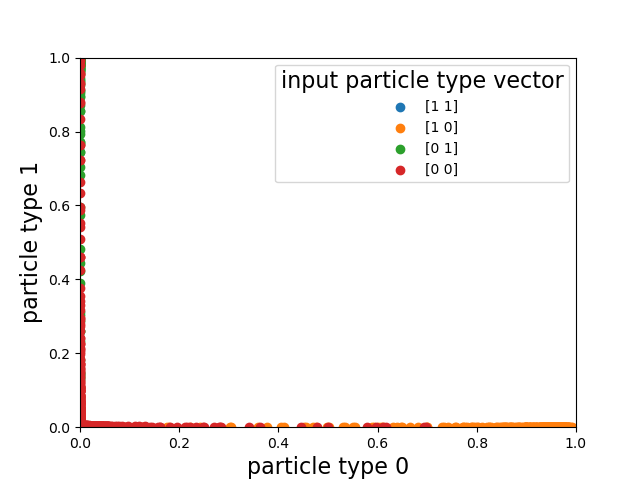 1.0
0.8
0.6
0.4
0.2
0.0
particle type 1
input particle type vector
[1 1]
[1 0]
[0 1]
[0 0]
0.0 0.2 0.4 0.6 0.8 1.0
particle type 0